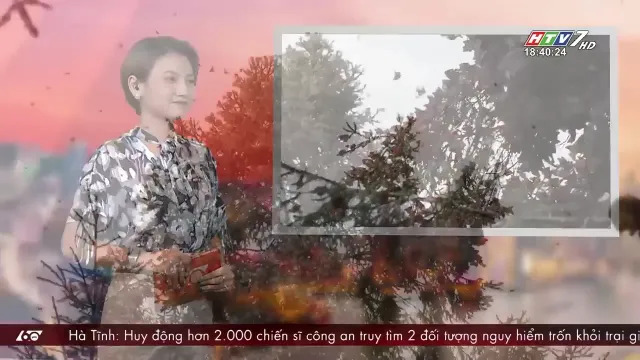 HTV7 HD
18:40:24
60 Hà Tĩnh: Huy động hơn 2.000 chiến sĩ công an truy tìm 2 đối tượng nguy hiểm trốn khỏi trại gi